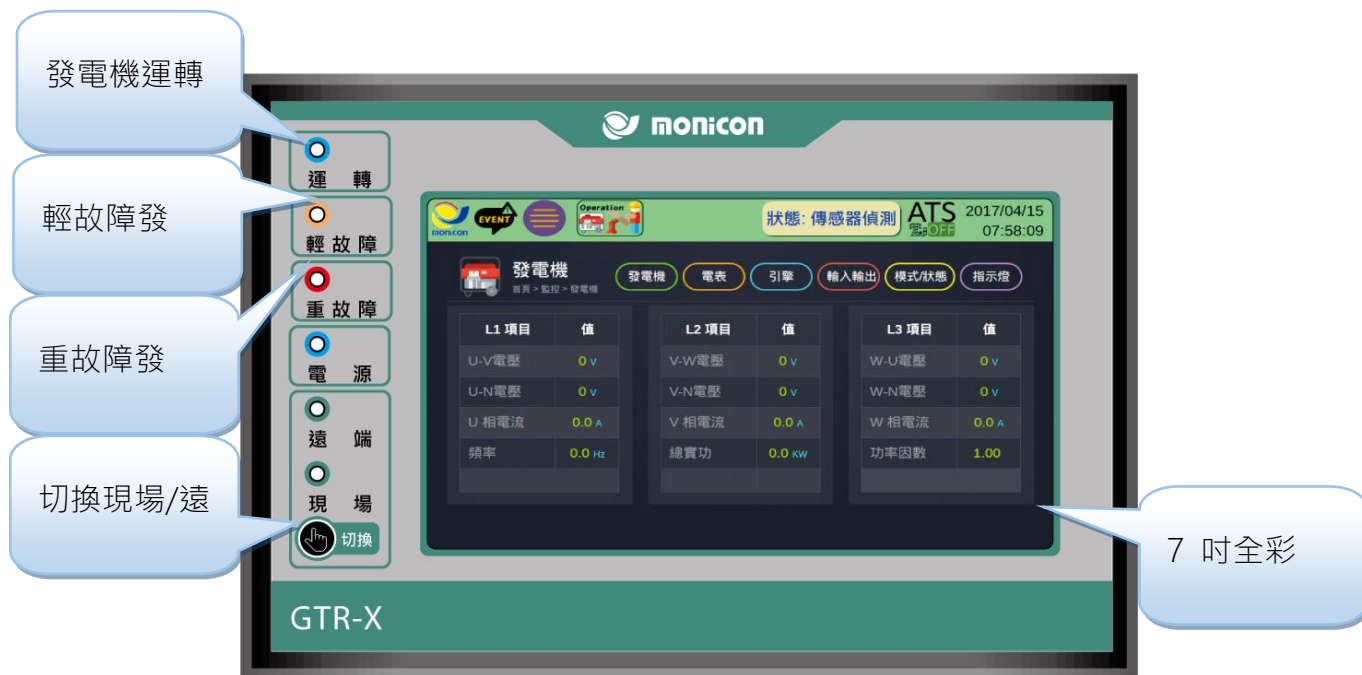 發電機運轉
輕故障發
重故障發
切換現場/遠
7 吋全彩
monicon
運 轉
輕故障
重故障
電 源
遠 端
現 場
切換
monicon
EVENT
Operation
狀態: 傳感器偵測
ATS
OFF
2017/04/15
07:58:09
發電機
首頁 > 監控 > 發電機
發電機 電表 引擎 輸入輸出 模式/狀態 指示燈
L1 項目 值 L2 項目 值 L3 項目 值
U-V電壓 0 V V-W電壓 0 V W-U電壓 0 V
U-N電壓 0 V V-N電壓 0 V W-N電壓 0 V
U 相電流 0.0 A V 相電流 0.0 A W 相電流 0.0 A
頻率 0.0 Hz 總實功 0.0 KW 功率因數 1.00
GTR-X